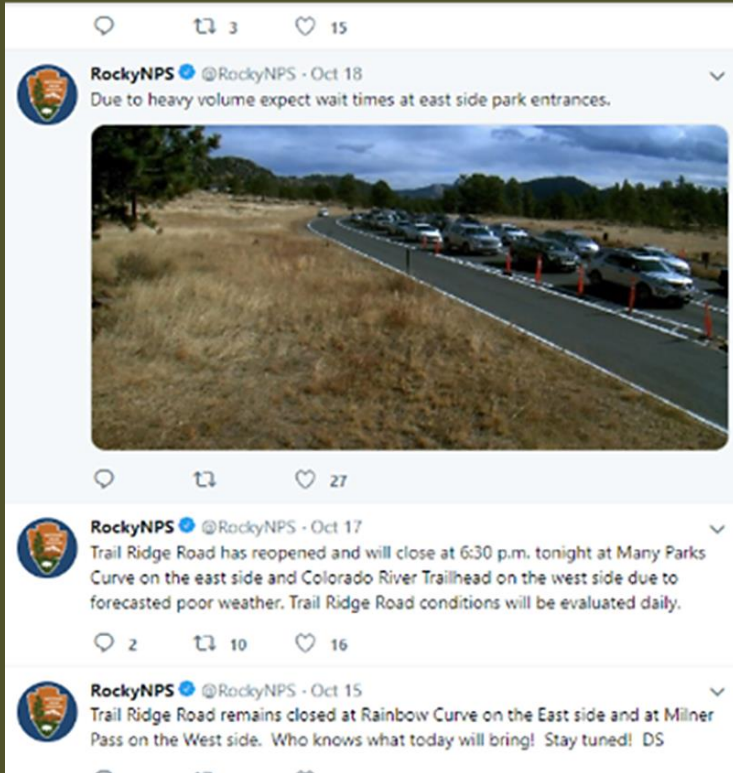 3 15
RockyNPS @RockyNPS · Oct 18
Due to heavy volume expect wait times at east side park entrances.
27
RockyNPS @RockyNPS · Oct 17
Trail Ridge Road has reopened and will close at 6:30 p.m. tonight at Many Parks
Curve on the east side and Colorado River Trailhead on the west side due to
forecasted poor weather. Trail Ridge Road conditions will be evaluated daily.
2 10 16
RockyNPS @RockyNPS · Oct 15
Trail Ridge Road remains closed at Rainbow Curve on the East side and at Milner
Pass on the West side. Who knows what today will bring! Stay tuned! DS